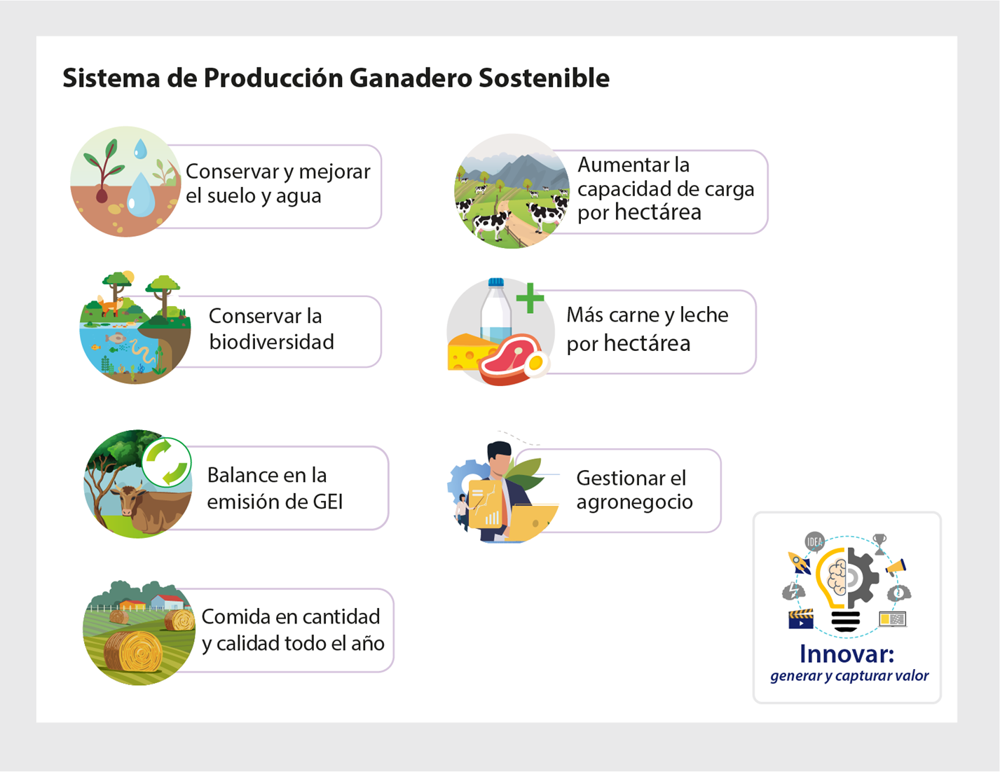 Sistema de Producción Ganadero Sostenible
Conservar y mejorar
el suelo y agua
Conservar la
biodiversidad
Balance en la
emisión de GEI
Comida en cantidad
y calidad todo el año
Aumentar la
capacidad de carga
por hectárea
Más carne y leche
por hectárea
Gestionar el
agronegocio
IDEA
Innovar:
generar y capturar valor